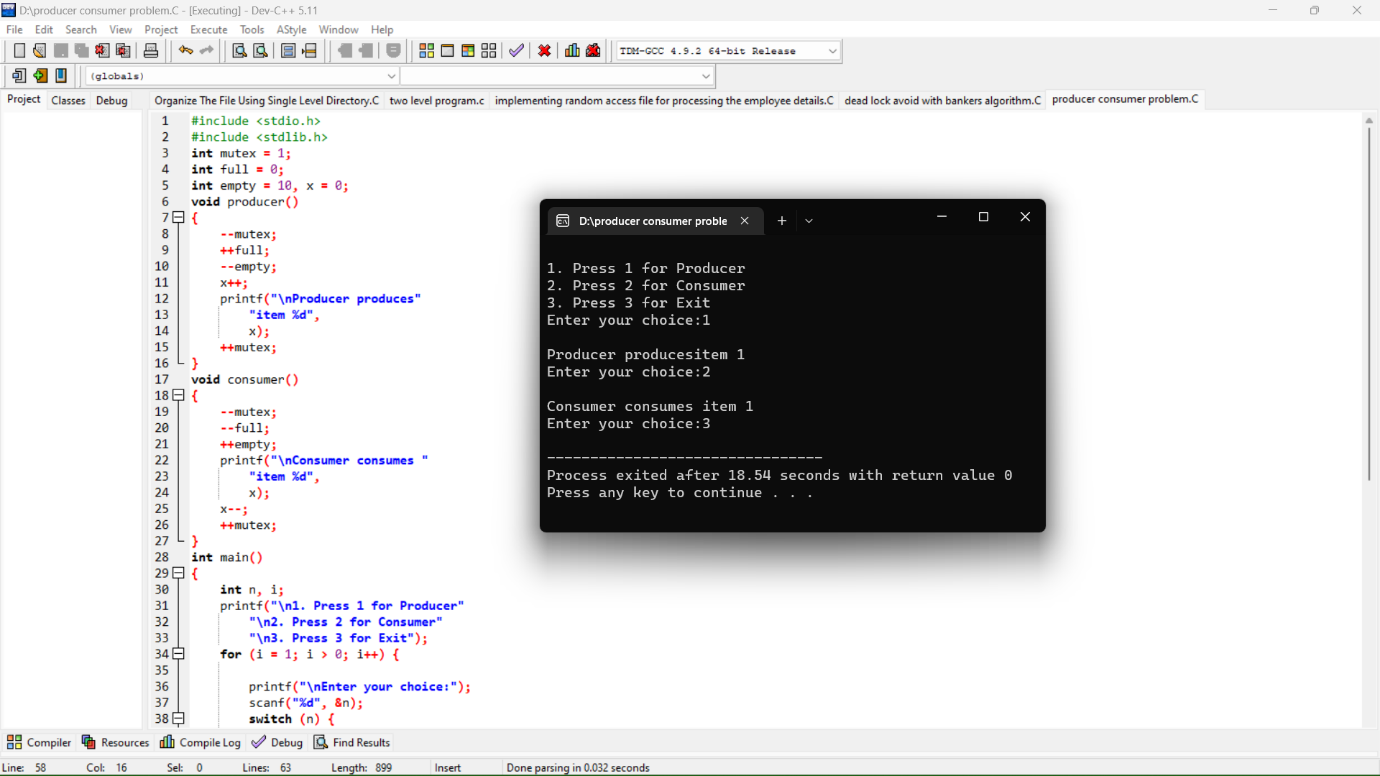 D:\producer consumer problem.C - [Executing] - Dev-C++ 5.11
File Edit Search View Project Execute Tools AStyle Window Help
TDM-GCC 4.9.2 64-bit Release
(globals)
Project Classes Debug
Organize The File Using Single Level Directory.C two level program.c implementing random access file for processing the employee details.C dead lock avoid with bankers algorithm.C producer consumer problem.C
1 #include <stdio.h>
2 #include <stdlib.h>
3 int mutex = 1;
4 int full = 0;
5 int empty = 10, x = 0;
6 void producer()
7 {
8 --mutex;
9 ++full;
10 --empty;
11 x++;
12 printf("\nProducer produces"
13 "item %d",
14 x);
15 ++mutex;
16 }
17 void consumer()
18 {
19 --mutex;
20 --full;
21 ++empty;
22 printf("\nConsumer consumes "
23 "item %d",
24 x);
25 x--;
26 ++mutex;
27 }
28 int main()
29 {
30 int n, i;
31 printf("\n1. Press 1 for Producer"
32 "\n2. Press 2 for Consumer"
33 "\n3. Press 3 for Exit");
34 for (i = 1; i > 0; i++) {
35
36 printf("\nEnter your choice:");
37 scanf("%d", &n);
38 switch (n) {
D:\producer consumer proble
1. Press 1 for Producer
2. Press 2 for Consumer
3. Press 3 for Exit
Enter your choice:1
Producer producesitem 1
Enter your choice:2
Consumer consumes item 1
Enter your choice:3
--------------------------------
Process exited after 18.54 seconds with return value 0
Press any key to continue . . .
Compiler Resources Compile Log Debug Find Results
Line: 58 Col: 16 Sel: 0 Lines: 63 Length: 899 Insert Done parsing in 0.032 seconds